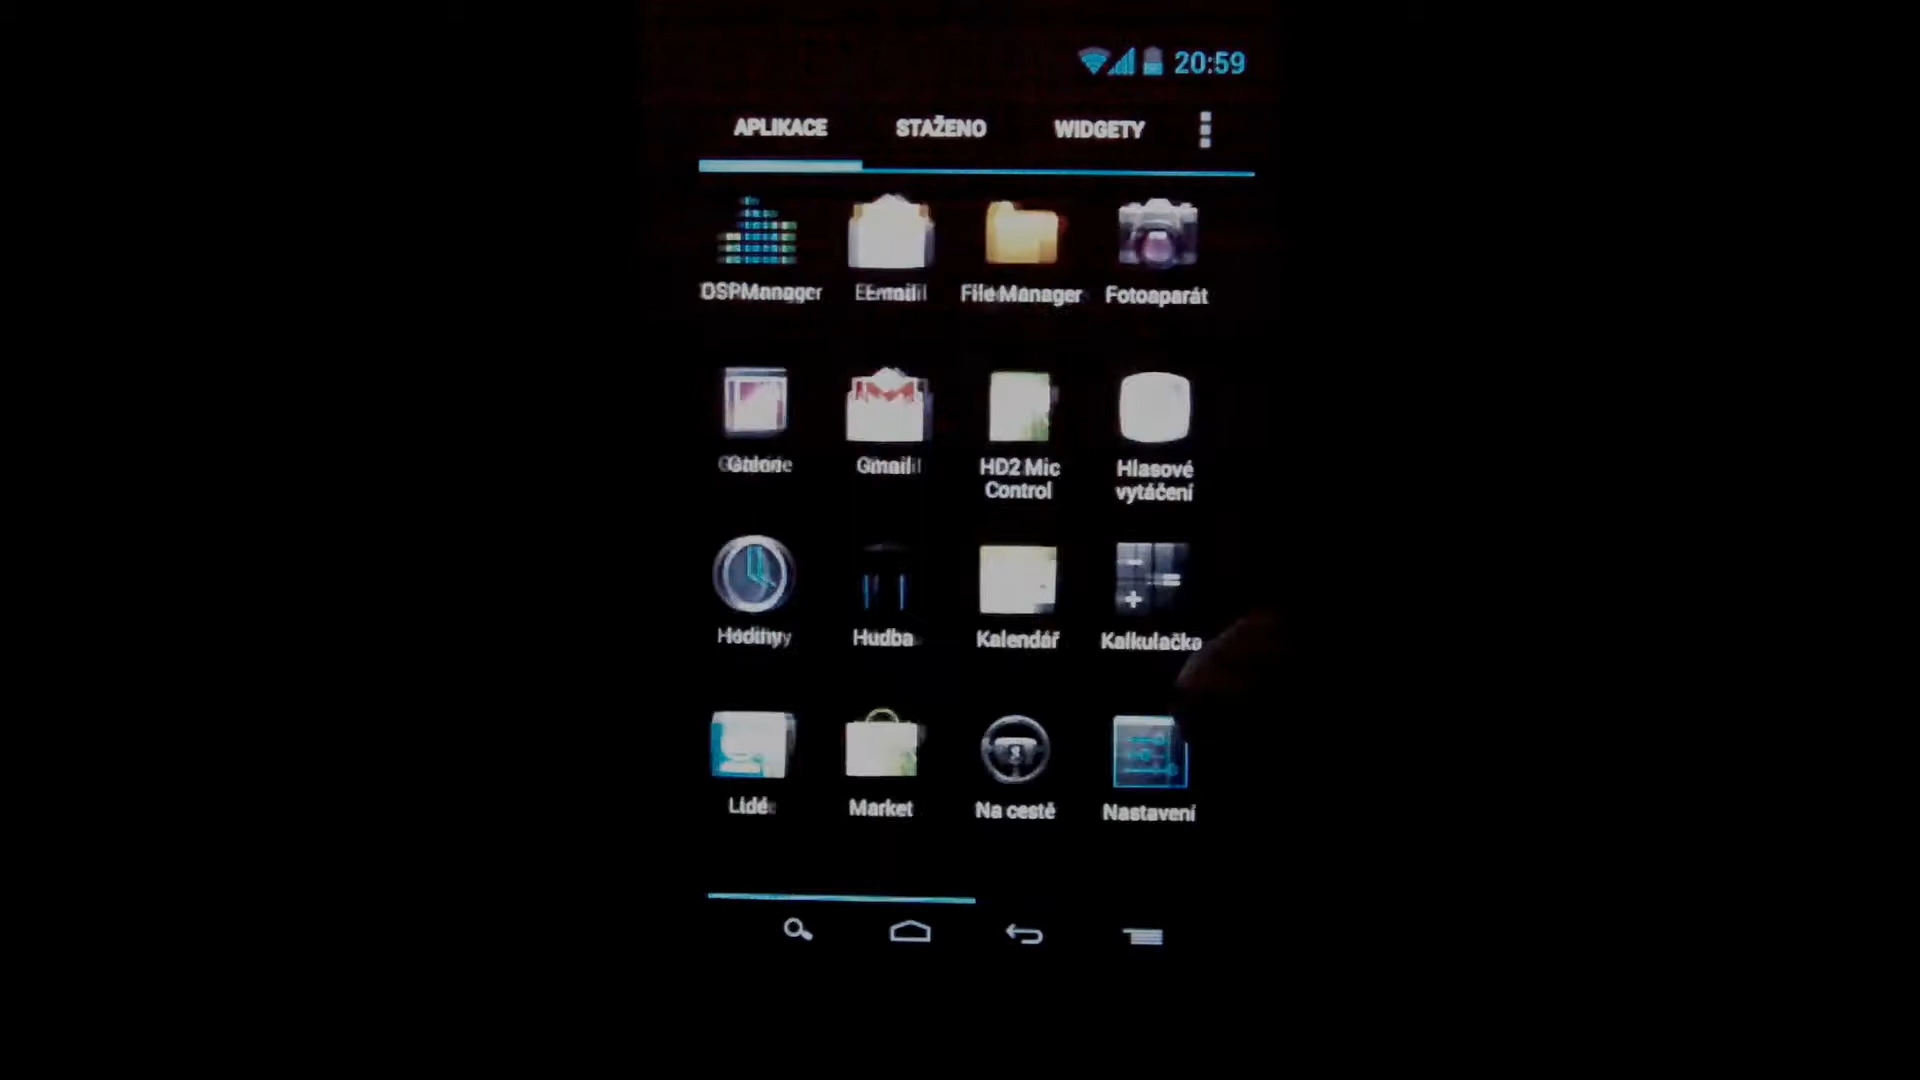 20:59
APLIKACE STAŽENO WIDGETY
DSPManager Email File Manager Fotoaparát
Galerie Gmail HD2 Mic Control Hlasové vytáčení
Hodiny Hudba Kalendář Kalkulačka
Lidé Market Na cestě Nastavení